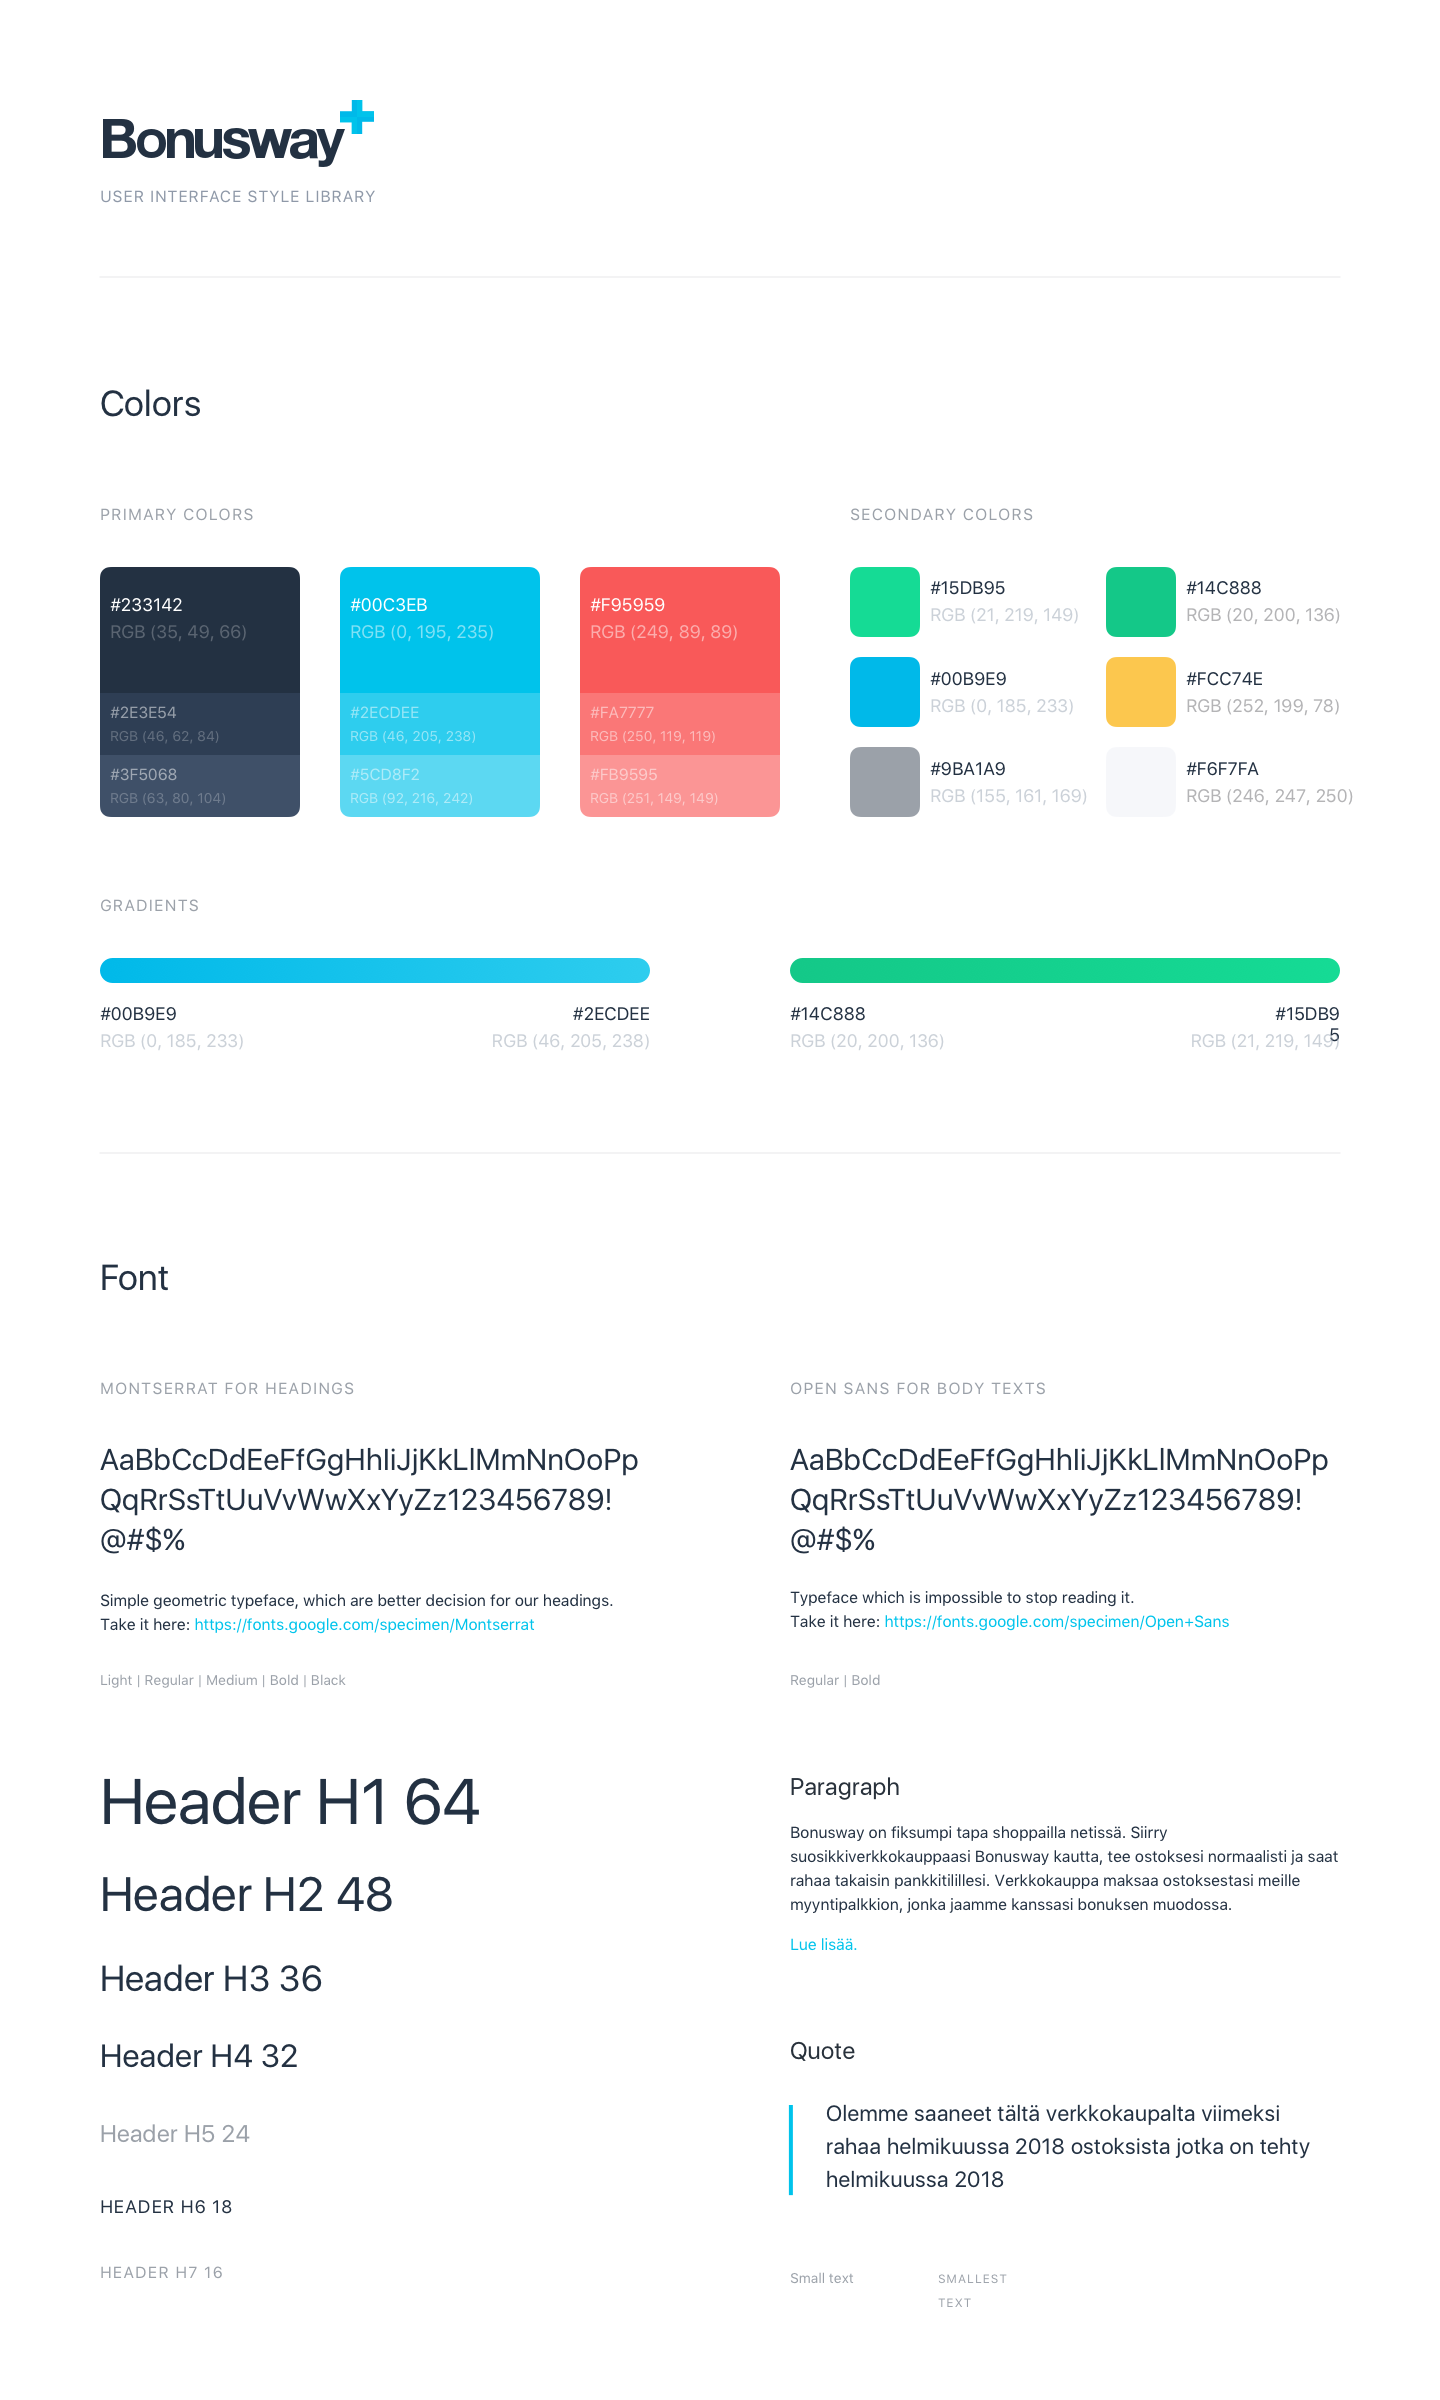 Bonusway
USER INTERFACE STYLE LIBRARY
Colors
PRIMARY COLORS
#233142
RGB (35, 49, 66)
#2E3E54
RGB (46, 62, 84)
#3F5068
RGB (63, 80, 104)
#00C3EB
RGB (0, 195, 235)
#2ECDEE
RGB (46, 205, 238)
#5CD8F2
RGB (92, 216, 242)
#F95959
RGB (249, 89, 89)
#FA7777
RGB (250, 119, 119)
#FB9595
RGB (251, 149, 149)
SECONDARY COLORS
#15DB95
RGB (21, 219, 149)
#14C888
RGB (20, 200, 136)
#00B9E9
RGB (0, 185, 233)
#FCC74E
RGB (252, 199, 78)
#9BA1A9
RGB (155, 161, 169)
#F6F7FA
RGB (246, 247, 250)
GRADIENTS
#00B9E9
RGB (0, 185, 233)
#2ECDEE
RGB (46, 205, 238)
#14C888
RGB (20, 200, 136)
#15DB9
5
RGB (21, 219, 149)
Font
MONTSERRAT FOR HEADINGS
AaBbCcDdEeFfGgHhIiJjKkLlMmNnOoPp
QqRrSsTtUuVvWwXxYyZz123456789!
@#$%
Simple geometric typeface, which are better decision for our headings.
Take it here: https://fonts.google.com/specimen/Montserrat
Light | Regular | Medium | Bold | Black
Header H1 64
Header H2 48
Header H3 36
Header H4 32
Header H5 24
HEADER H6 18
HEADER H7 16
OPEN SANS FOR BODY TEXTS
AaBbCcDdEeFfGgHhIiJjKkLlMmNnOoPp
QqRrSsTtUuVvWwXxYyZz123456789!
@#$%
Typeface which is impossible to stop reading it.
Take it here: https://fonts.google.com/specimen/Open+Sans
Regular | Bold
Paragraph
Bonusway on fiksumpi tapa shoppailla netissä. Siirry
suosikkiverkkokauppaasi Bonusway kautta, tee ostoksesi normaalisti ja saat
rahaa takaisin pankkitilillesi. Verkkokauppa maksaa ostoksestasi meille
myyntipalkkion, jonka jaamme kanssasi bonuksen muodossa.
Lue lisää.
Quote
Olemme saaneet tältä verkkokaupalta viimeksi
rahaa helmikuussa 2018 ostoksista jotka on tehty
helmikuussa 2018
Small text
SMALLEST
TEXT